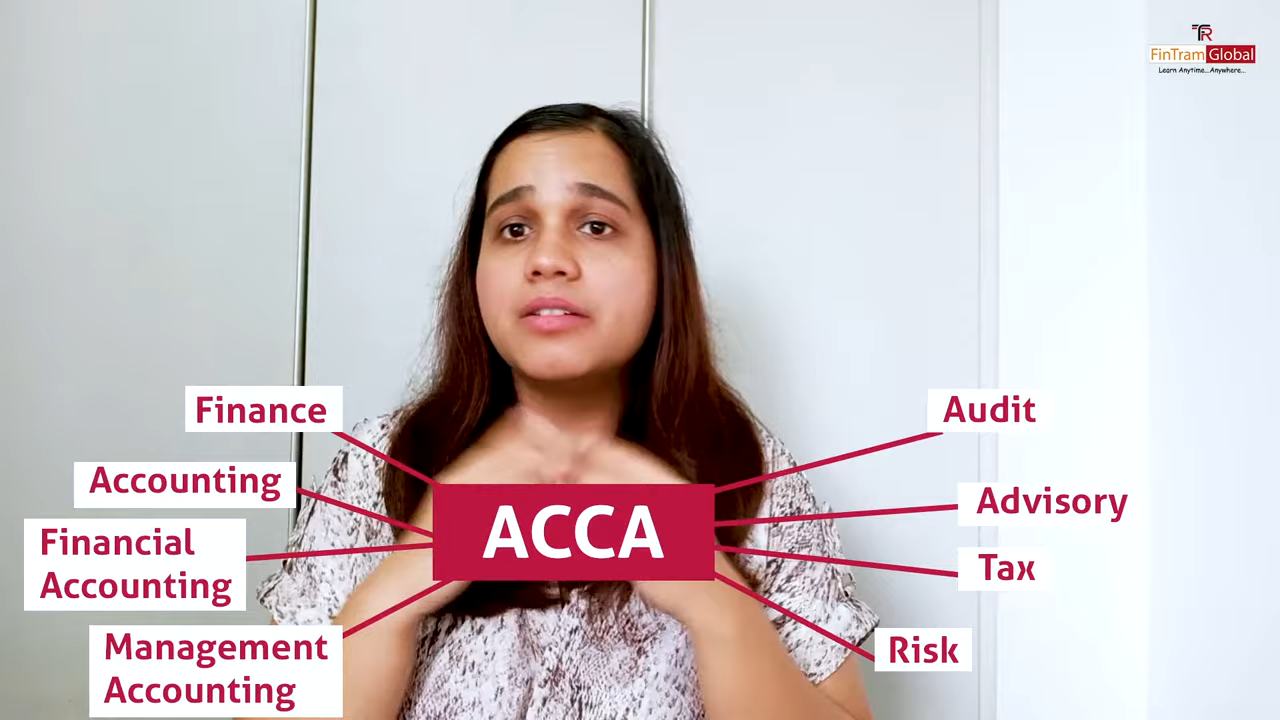 FinTram Global
Learn Anytime...Anywhere...
Finance
Accounting
Financial
Accounting
Management
Accounting
ACCA
Audit
Advisory
Tax
Risk